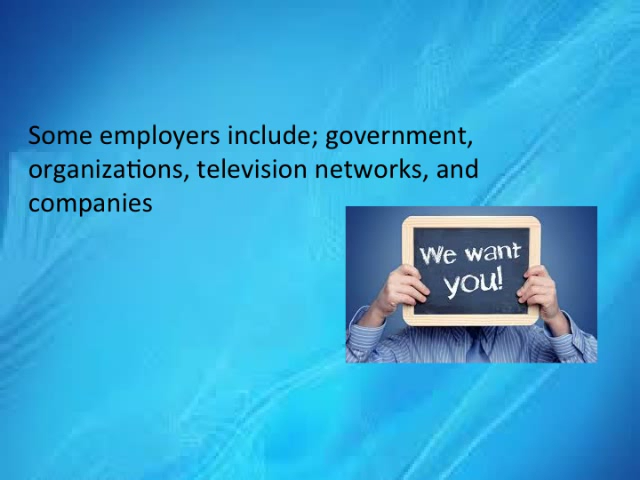 Some employers include; government,
organizations, television networks, and
companies
We want
you!